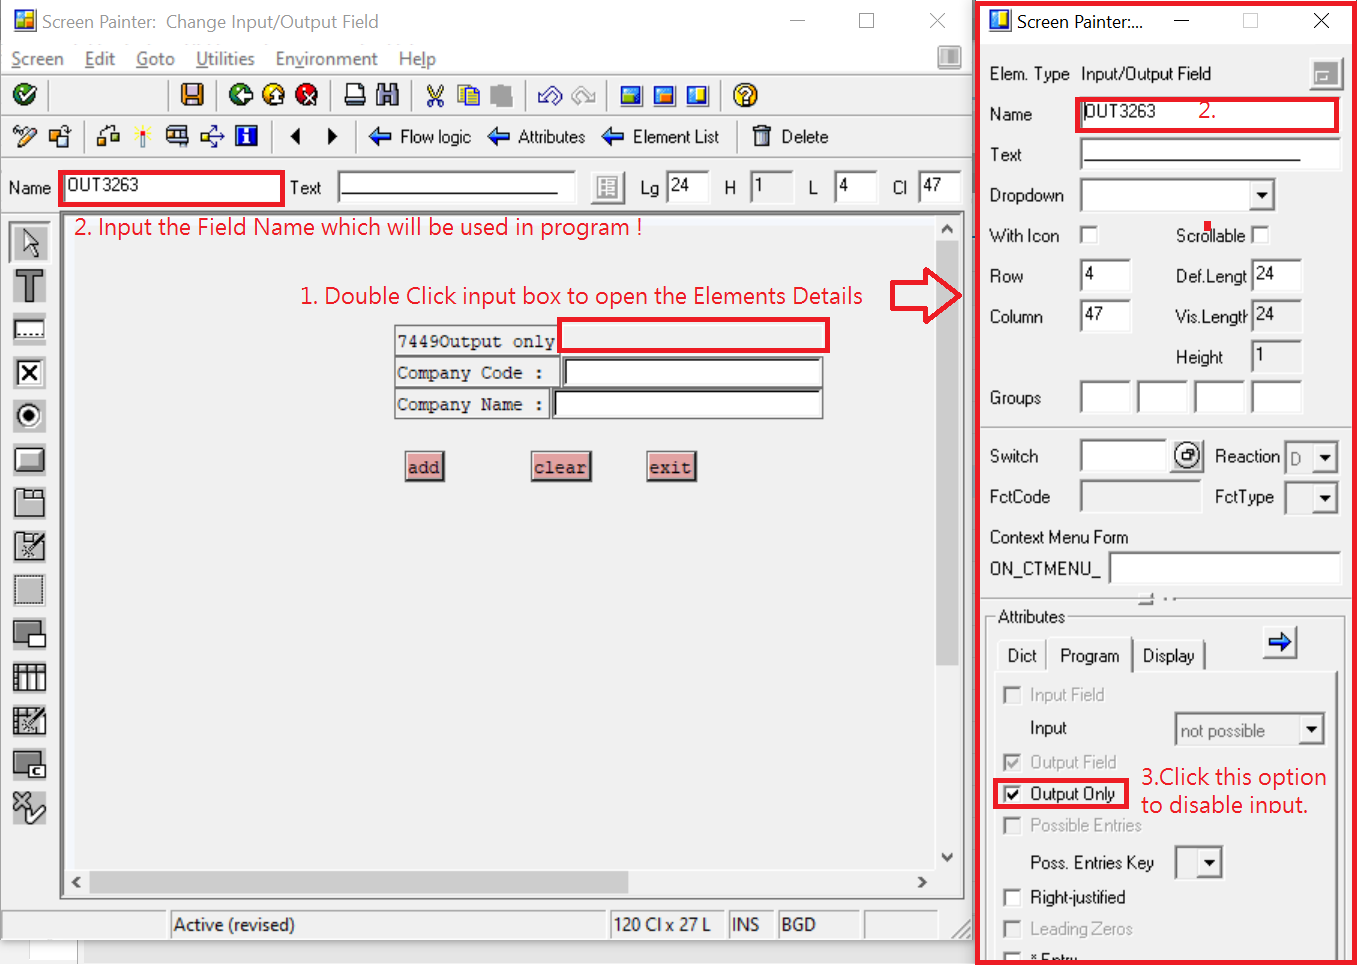 Screen Painter:  Change Input/Output Field
Screen Edit Goto Utilities Environment Help
Flow logic Attributes Element List Delete
Name OUT3263 Text Lg 24 H 1 L 4 Cl 47
2. Input the Field Name which will be used in program !
1. Double Click input box to open the Elements Details
7449Output only
Company Code :
Company Name :
add clear exit
Active (revised) 120 Cl x 27 L INS BGD
Screen Painter:...
Elem. Type Input/Output Field
Name OUT3263 2.
Text
Dropdown
With Icon Scrollable
Row 4 Def.Lengt 24
Column 47 Vis.Length 24
Height 1
Groups
Switch Reaction D
FctCode FctType
Context Menu Form
ON_CTMENU_
Attributes
Dict Program Display
Input Field
Input not possible
Output Field
Output Only
3.Click this option
to disable input.
Possible Entries
Poss. Entries Key
Right-justified
Leading Zeros
* Entry